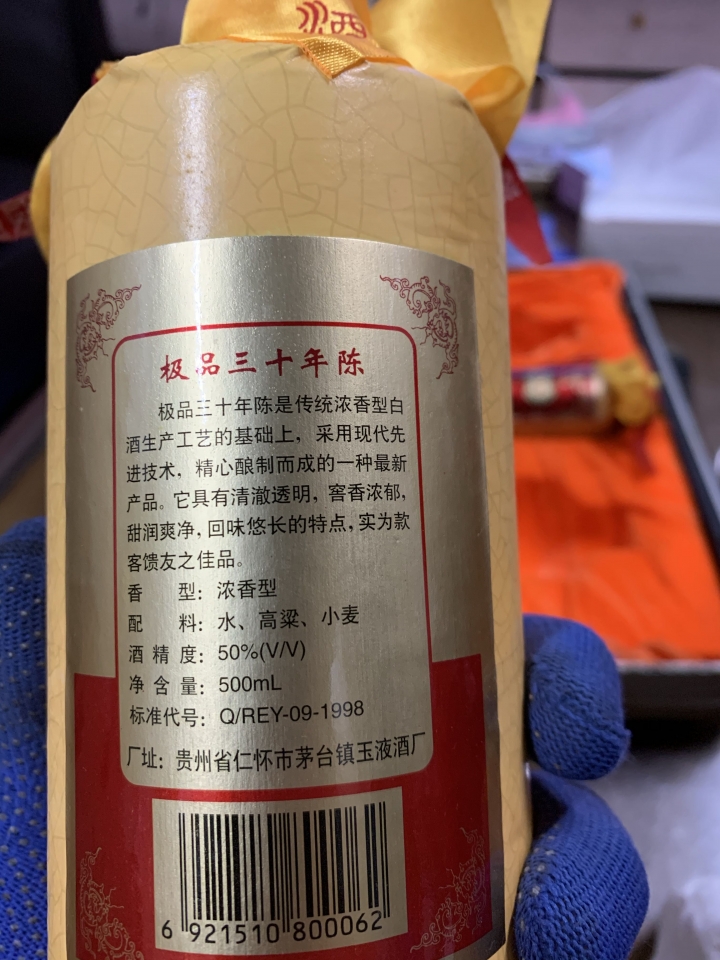 酒
极品三十年陈
极品三十年陈是传统浓香型白
酒生产工艺的基础上，采用现代先
进技术，精心酿制而成的一种最新
产品。它具有清澈透明，窖香浓郁，
甜润爽净，回味悠长的特点，实为款
客馈友之佳品。
香 型：浓香型
配 料：水、高粱、小麦
酒精度：50%(V/V)
净含量：500mL
标准代号：Q/REY-09-1998
厂址：贵州省仁怀市茅台镇玉液酒厂
6 921510 800062